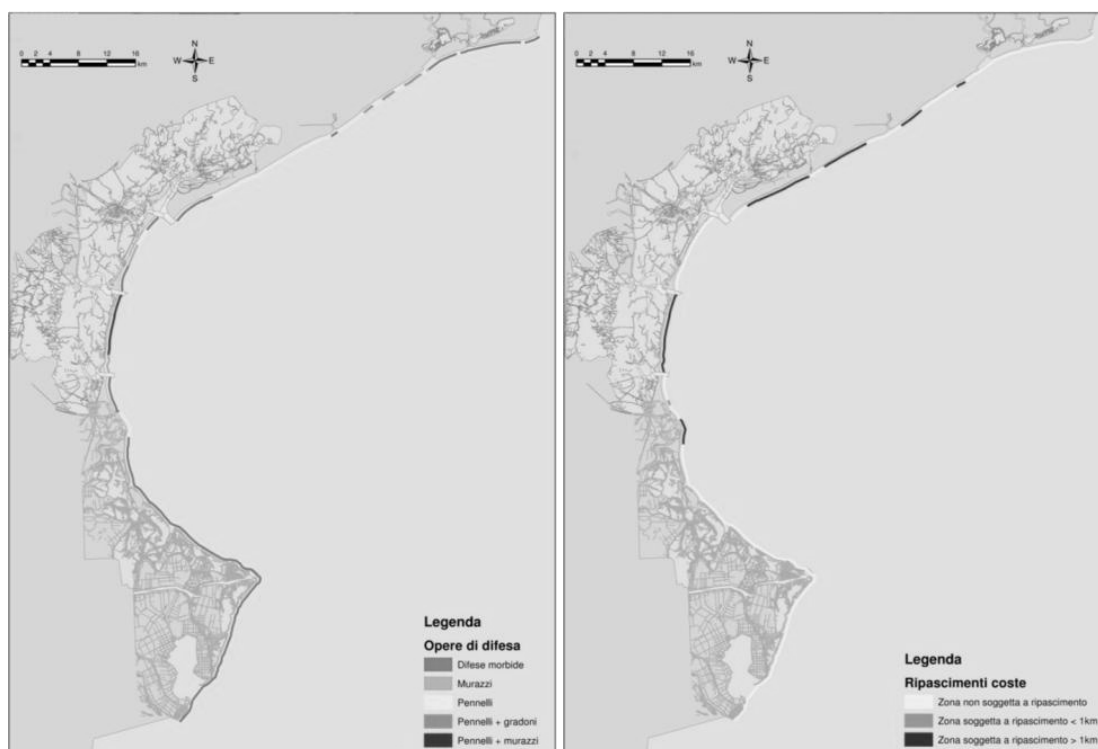 0 2 4 8 12 16
km
N
W E
S
Legenda
Opere di difesa
Difese morbide
Murazzi
Pennelli
Pennelli + gradoni
Pennelli + murazzi
0 2 4 8 12 16
km
N
W E
S
Legenda
Ripascimenti coste
Zona non soggetta a ripascimento
Zona soggetta a ripascimento < 1km
Zona soggetta a ripascimento > 1km